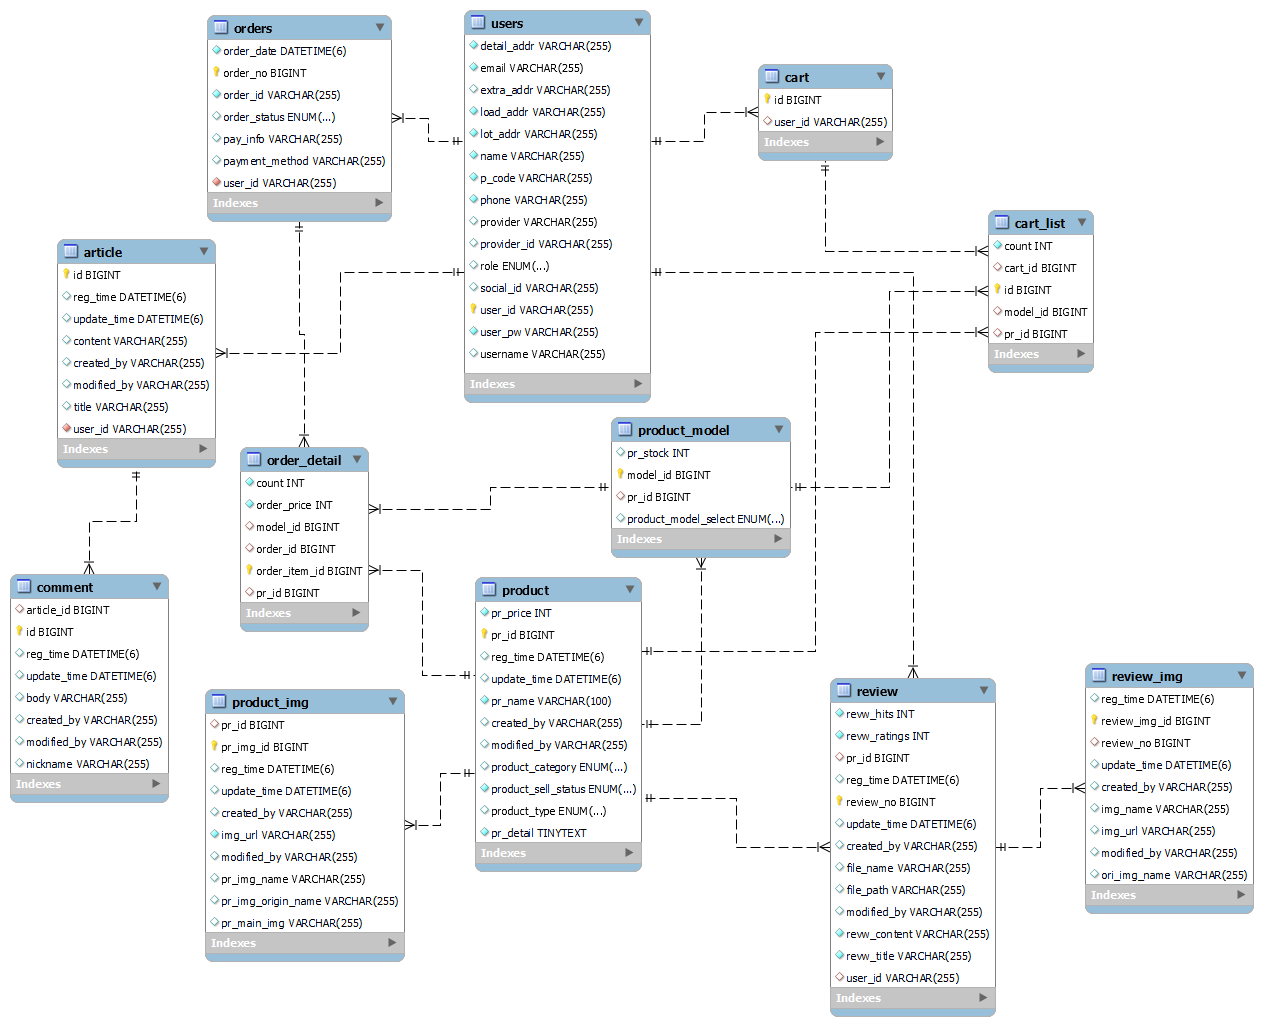 orders
order_date DATETIME(6)
order_no BIGINT
order_id VARCHAR(255)
order_status ENUM(...)
pay_info VARCHAR(255)
payment_method VARCHAR(255)
user_id VARCHAR(255)
Indexes
users
detail_addr VARCHAR(255)
email VARCHAR(255)
extra_addr VARCHAR(255)
load_addr VARCHAR(255)
lot_addr VARCHAR(255)
name VARCHAR(255)
p_code VARCHAR(255)
phone VARCHAR(255)
provider VARCHAR(255)
provider_id VARCHAR(255)
role ENUM(...)
social_id VARCHAR(255)
user_id VARCHAR(255)
user_pw VARCHAR(255)
username VARCHAR(255)
Indexes
cart
id BIGINT
user_id VARCHAR(255)
Indexes
cart_list
count INT
cart_id BIGINT
id BIGINT
model_id BIGINT
pr_id BIGINT
Indexes
article
id BIGINT
reg_time DATETIME(6)
update_time DATETIME(6)
content VARCHAR(255)
created_by VARCHAR(255)
modified_by VARCHAR(255)
title VARCHAR(255)
user_id VARCHAR(255)
Indexes
order_detail
count INT
order_price INT
model_id BIGINT
order_id BIGINT
order_item_id BIGINT
pr_id BIGINT
Indexes
product_model
pr_stock INT
model_id BIGINT
pr_id BIGINT
product_model_select ENUM(...)
Indexes
comment
article_id BIGINT
id BIGINT
reg_time DATETIME(6)
update_time DATETIME(6)
body VARCHAR(255)
created_by VARCHAR(255)
modified_by VARCHAR(255)
nickname VARCHAR(255)
Indexes
product_img
pr_id BIGINT
pr_img_id BIGINT
reg_time DATETIME(6)
update_time DATETIME(6)
created_by VARCHAR(255)
img_url VARCHAR(255)
modified_by VARCHAR(255)
pr_img_name VARCHAR(255)
pr_img_origin_name VARCHAR(255)
pr_main_img VARCHAR(255)
Indexes
product
pr_price INT
pr_id BIGINT
reg_time DATETIME(6)
update_time DATETIME(6)
pr_name VARCHAR(100)
created_by VARCHAR(255)
modified_by VARCHAR(255)
product_category ENUM(...)
product_sell_status ENUM(...)
product_type ENUM(...)
pr_detail TINYTEXT
Indexes
review
revw_hits INT
revw_ratings INT
pr_id BIGINT
reg_time DATETIME(6)
review_no BIGINT
update_time DATETIME(6)
created_by VARCHAR(255)
file_name VARCHAR(255)
file_path VARCHAR(255)
modified_by VARCHAR(255)
revw_content VARCHAR(255)
revw_title VARCHAR(255)
user_id VARCHAR(255)
Indexes
review_img
reg_time DATETIME(6)
review_img_id BIGINT
review_no BIGINT
update_time DATETIME(6)
created_by VARCHAR(255)
img_name VARCHAR(255)
img_url VARCHAR(255)
modified_by VARCHAR(255)
ori_img_name VARCHAR(255)
Indexes